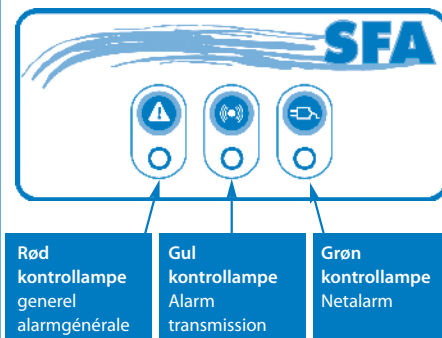 SFA
Rød
kontrollampe
generel
alarmgénérale
Gul
kontrollampe
Alarm
transmission
Grøn
kontrollampe
Netalarm